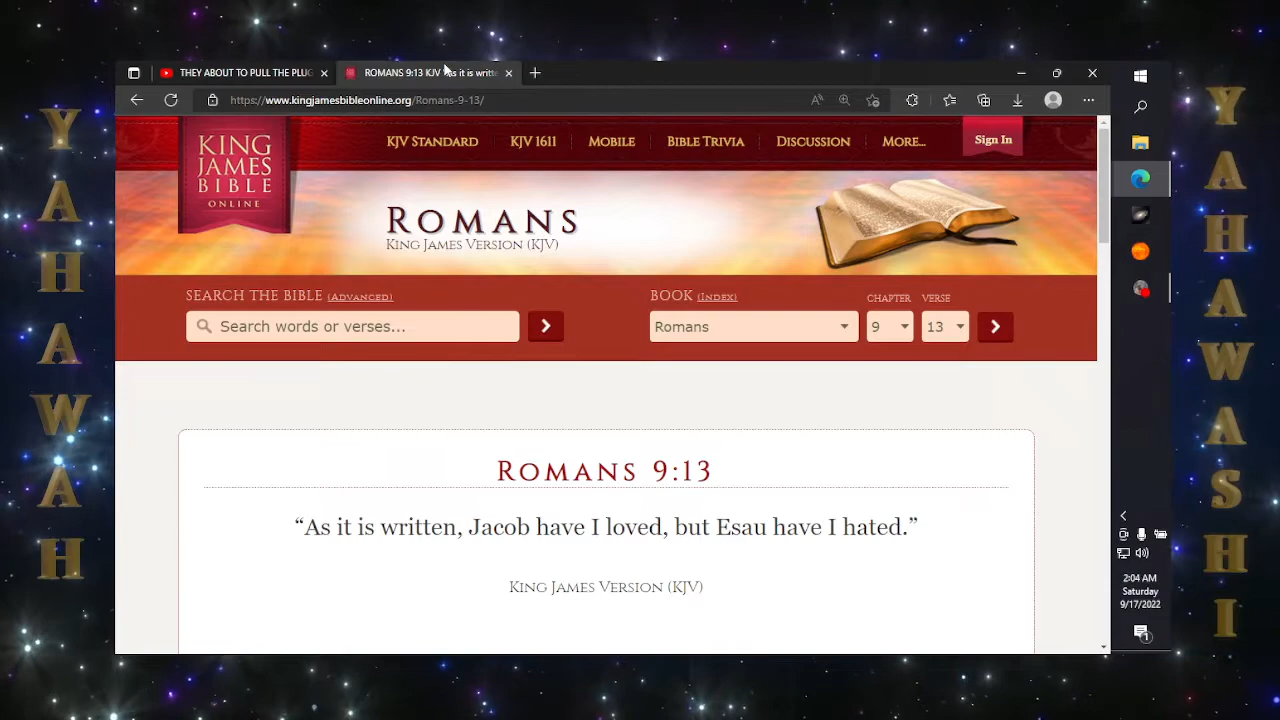 THEY ABOUT TO PULL THE PLUG
ROMANS 9:13 KJV "As it is writte
https://www.kingjamesbibleonline.org/Romans-9-13/
KING
JAMES
BIBLE
ONLINE
KJV STANDARD
KJV 1611
MOBILE
BIBLE TRIVIA
DISCUSSION
MORE...
Sign In
ROMANS
KING JAMES VERSION (KJV)
SEARCH THE BIBLE (ADVANCED)
Search words or verses...
BOOK (INDEX)
CHAPTER
VERSE
Romans
9
13
ROMANS 9:13
“As it is written, Jacob have I loved, but Esau have I hated.”
KING JAMES VERSION (KJV)
2:04 AM
Saturday
9/17/2022
1
Y
A
H
A
W
A
H
Y
A
H
A
W
A
S
H
I